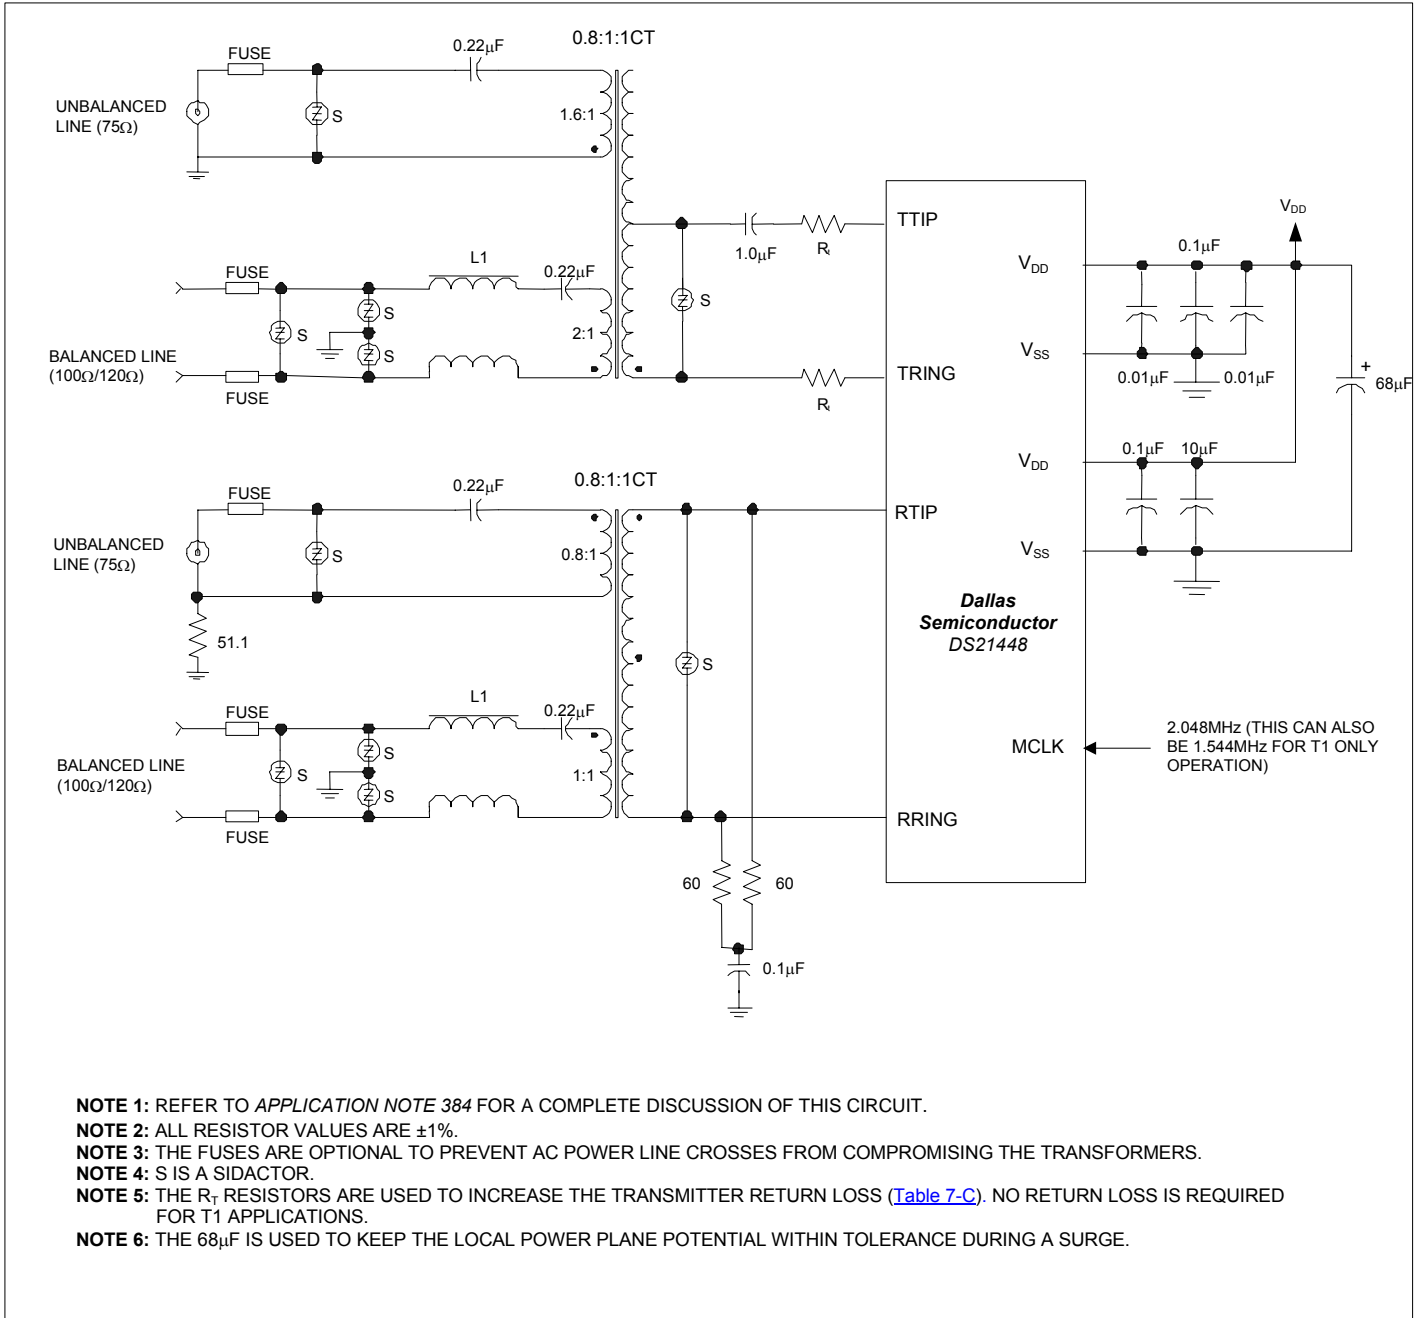 0.8:1:1CT
0.22µF
FUSE
UNBALANCED
LINE (75Ω)
S
1.6:1
TTIP
VDD
1.0µF
Rt
0.1µF
L1
VDD
FUSE
0.22µF
S
S
S
2:1
BALANCED LINE
(100Ω/120Ω)
S
VSS
0.01µF
0.01µF
+
68µF
TRING
FUSE
Rt
VDD
0.1µF
10µF
0.8:1:1CT
0.22µF
FUSE
RTIP
UNBALANCED
LINE (75Ω)
S
0.8:1
VSS
Dallas
Semiconductor
DS21448
51.1
S
L1
FUSE
0.22µF
2.048MHz (THIS CAN ALSO
BE 1.544MHz FOR T1 ONLY
OPERATION)
MCLK
S
BALANCED LINE
(100Ω/120Ω)
S
1:1
S
RRING
FUSE
60
60
0.1µF
NOTE 1: REFER TO APPLICATION NOTE 384 FOR A COMPLETE DISCUSSION OF THIS CIRCUIT.
NOTE 2: ALL RESISTOR VALUES ARE ±1%.
NOTE 3: THE FUSES ARE OPTIONAL TO PREVENT AC POWER LINE CROSSES FROM COMPROMISING THE TRANSFORMERS.
NOTE 4: S IS A SIDACTOR.
NOTE 5: THE RT RESISTORS ARE USED TO INCREASE THE TRANSMITTER RETURN LOSS (Table 7-C). NO RETURN LOSS IS REQUIRED
FOR T1 APPLICATIONS.
NOTE 6: THE 68µF IS USED TO KEEP THE LOCAL POWER PLANE POTENTIAL WITHIN TOLERANCE DURING A SURGE.